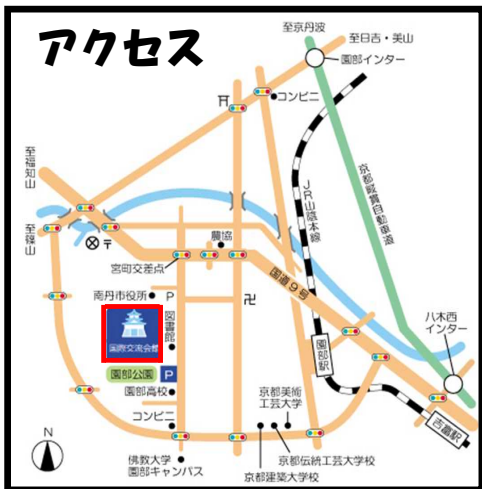 アクセス
至京丹波
至日吉・美山
園部インター
コンビニ
至福知山
至篠山
JR山陰本線
京都縦貫自動車道
農協
宮町交差点
国道9号
南丹市役所
P
図書館
国際交流会館
園部公園
P
園部高校
コンビニ
園部駅
八木西
インター
京都美術
工芸大学
吉富駅
N
佛教大学
園部キャンパス
京都伝統工芸大学校
京都建築大学校